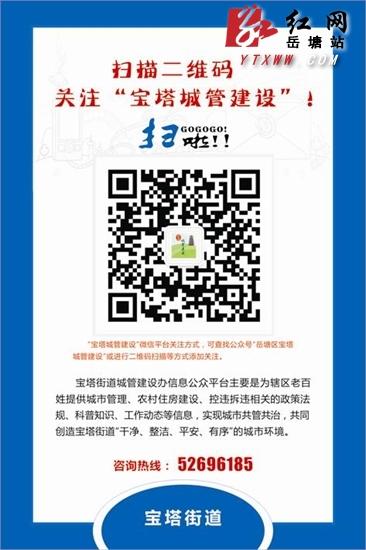 红网
岳塘站
YTXWW.COM
扫描二维码
关注“宝塔城管建设”！
GOGOGO!
扫啦!!
“宝塔城管建设”微信平台关注方式，可查找公众号“岳塘区宝塔
城管建设”或进行二维码扫描等方式添加关注。
宝塔街道城管建设办信息公众平台主要是为辖区老百
姓提供城市管理、农村住房建设、控违拆违相关的政策法
规、科普知识、工作动态等信息，实现城市共管共治，共同
创造宝塔街道“干净、整洁、平安、有序”的城市环境。
咨询热线：52696185
宝塔街道